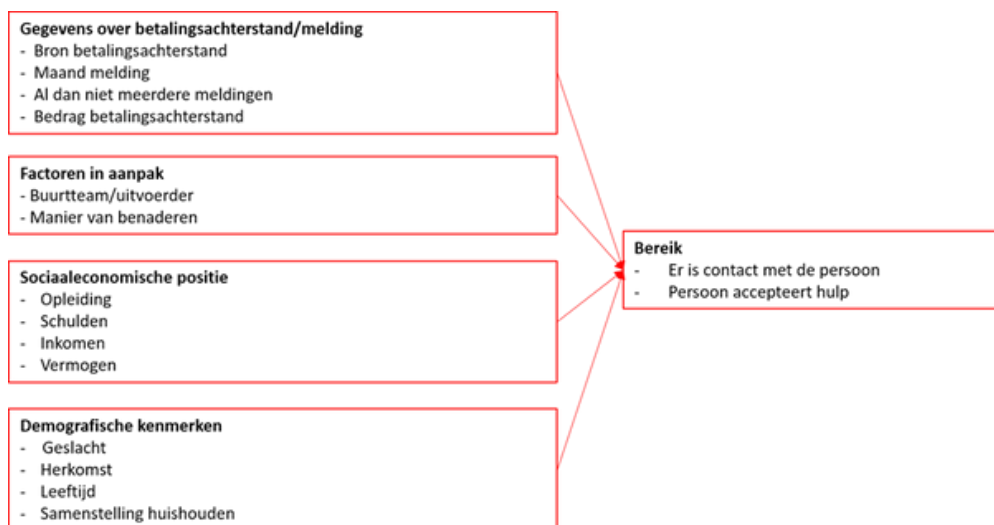 Gegevens over betalingsachterstand/melding
- Bron betalingsachterstand
- Maand melding
- Al dan niet meerdere meldingen
- Bedrag betalingsachterstand
Factoren in aanpak
- Buurtteam/uitvoerder
- Manier van benaderen
Sociaaleconomische positie
- Opleiding
- Schulden
- Inkomen
- Vermogen
Demografische kenmerken
- Geslacht
- Herkomst
- Leeftijd
- Samenstelling huishouden
Bereik
- Er is contact met de persoon
- Persoon accepteert hulp